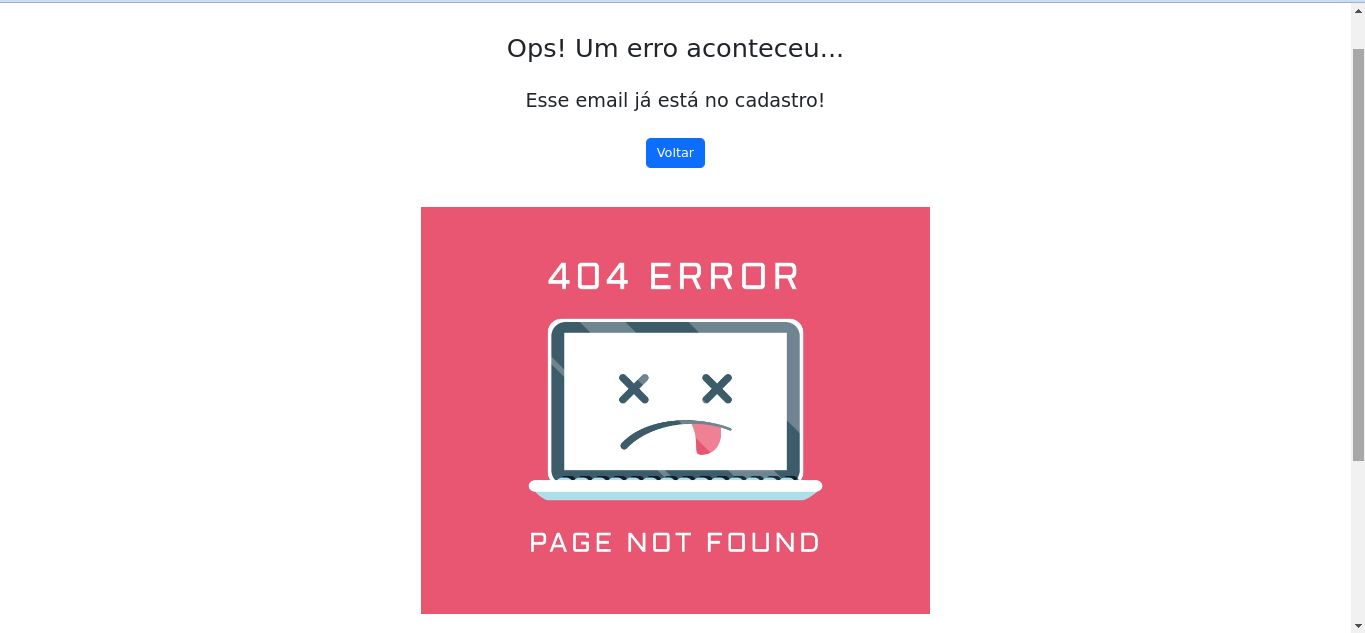 Ops! Um erro aconteceu...
Esse email já está no cadastro!
Voltar
404 ERROR
PAGE NOT FOUND